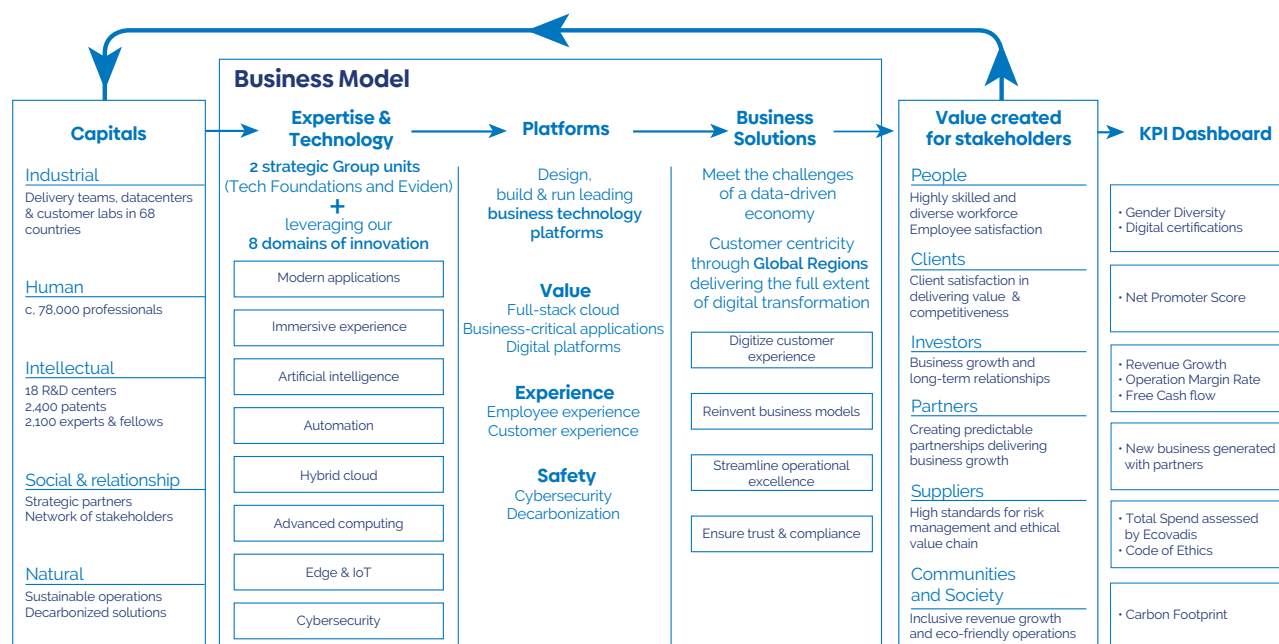 Business Model
Capitals
Industrial
Delivery teams, datacenters
& customer labs in 68
countries
Human
c, 78,000 professionals
Intellectual
18 R&D centers
2,400 patents
2,100 experts & fellows
Social & relationship
Strategic partners
Network of stakeholders
Natural
Sustainable operations
Decarbonized solutions
Expertise &
Technology
2 strategic Group units
(Tech Foundations and Eviden)
+
leveraging our
8 domains of innovation
Modern applications
Immersive experience
Artificial intelligence
Automation
Hybrid cloud
Advanced computing
Edge & IoT
Cybersecurity
Platforms
Design,
build & run leading
business technology
platforms
Value
Full-stack cloud
Business-critical applications
Digital platforms
Experience
Employee experience
Customer experience
Safety
Cybersecurity
Decarbonization
Business
Solutions
Meet the challenges
of a data-driven
economy
Customer centricity
through Global Regions
delivering the full extent
of digital transformation
Digitize customer
experience
Reinvent business models
Streamline operational
excellence
Ensure trust & compliance
Value created
for stakeholders
People
Highly skilled and
diverse workforce
Employee satisfaction
Clients
Client satisfaction in
delivering value &
competitiveness
Investors
Business growth and
long-term relationships
Partners
Creating predictable
partnerships delivering
business growth
Suppliers
High standards for risk
management and ethical
value chain
Communities
and Society
Inclusive revenue growth
and eco-friendly operations
KPI Dashboard
• Gender Diversity
• Digital certifications
• Net Promoter Score
• Revenue Growth
• Operation Margin Rate
• Free Cash flow
• New business generated
with partners
• Total Spend assessed
by Ecovadis
• Code of Ethics
• Carbon Footprint